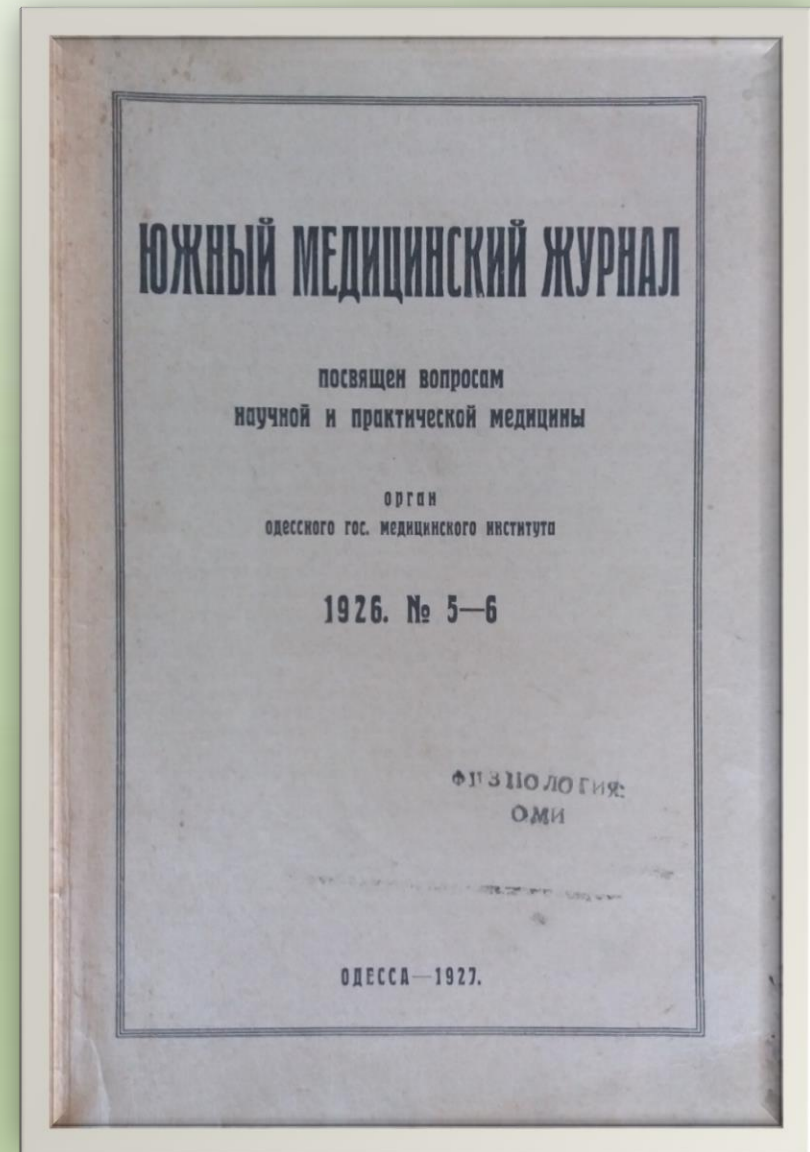 ЮЖНЫЙ МЕДИЦИНСКИЙ ЖУРНАЛ
посвящен вопросам
научной и практической медицины
орган
одесского гос. медицинского института
1926. № 5—6
ФИЗИОЛОГИЯ:
ОМИ
ОДЕССА—1927.